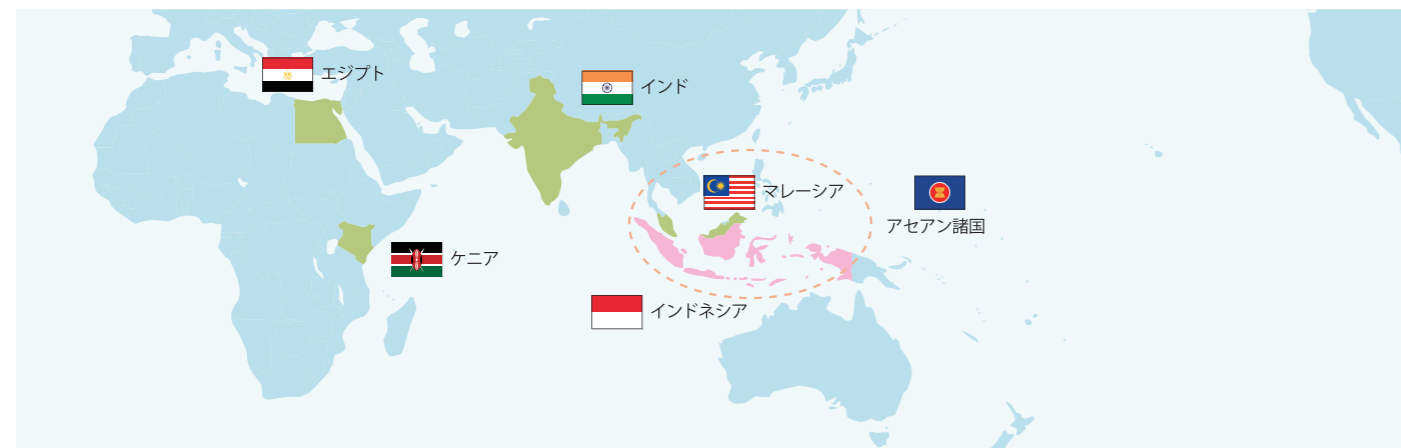 エジプト
インド
マレーシア
アセアン諸国
ケニア
インドネシア